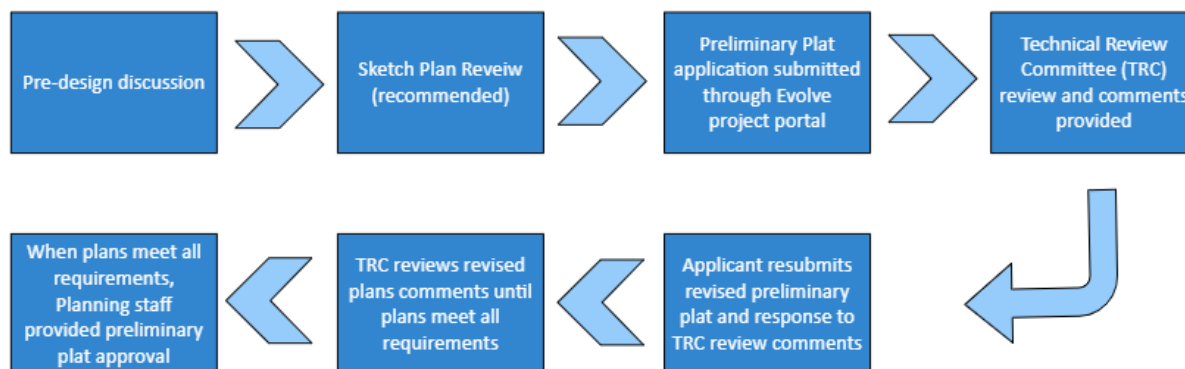 Pre-design discussion
Sketch Plan Reveiw
(recommended)
Preliminary Plat
application submitted
through Evolve
project portal
Technical Review
Committee (TRC)
review and comments
provided
Applicant resubmits
revised preliminary
plat and response to
TRC review comments
TRC reviews revised
plans comments until
plans meet all
requirements
When plans meet all
requirements,
Planning staff
provided preliminary
plat approval